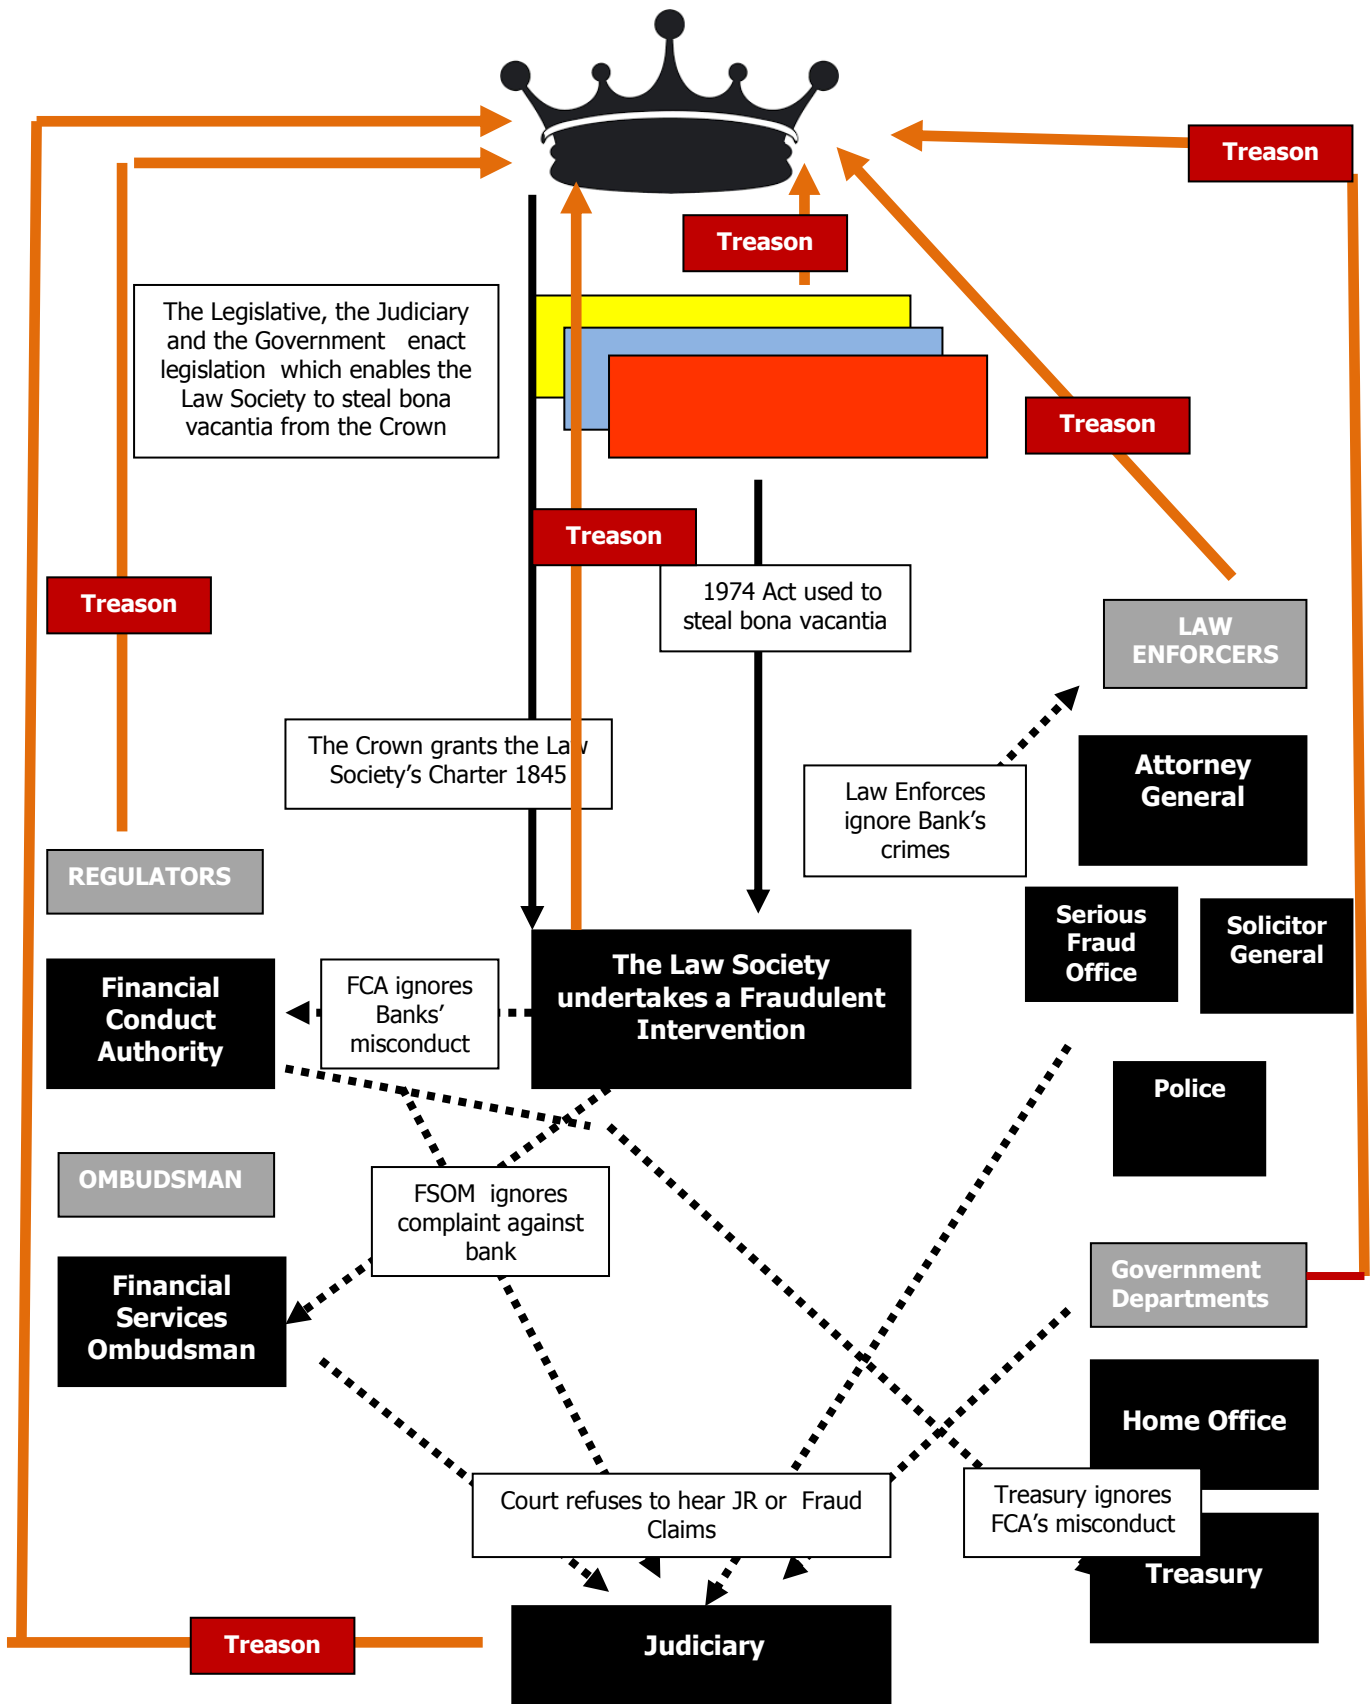 Treason
Treason
The Legislative, the Judiciary
and the Government enact
legislation which enables the
Law Society to steal bona
vacantia from the Crown
Treason
Treason
1974 Act used to
steal bona vacantia
Treason
LAW
ENFORCERS
The Crown grants the Law
Society’s Charter 1845
Law Enforces
ignore Bank’s
crimes
Attorney
General
REGULATORS
Serious
Fraud
Office
Solicitor
General
Financial
Conduct
Authority
FCA ignores
Banks’
misconduct
The Law Society
undertakes a Fraudulent
Intervention
Police
OMBUDSMAN
FSOM ignores
complaint against
bank
Financial
Services
Ombudsman
Government
Departments
Home Office
Court refuses to hear JR or Fraud
Claims
Treasury ignores
FCA’s misconduct
Treasury
Treason
Judiciary